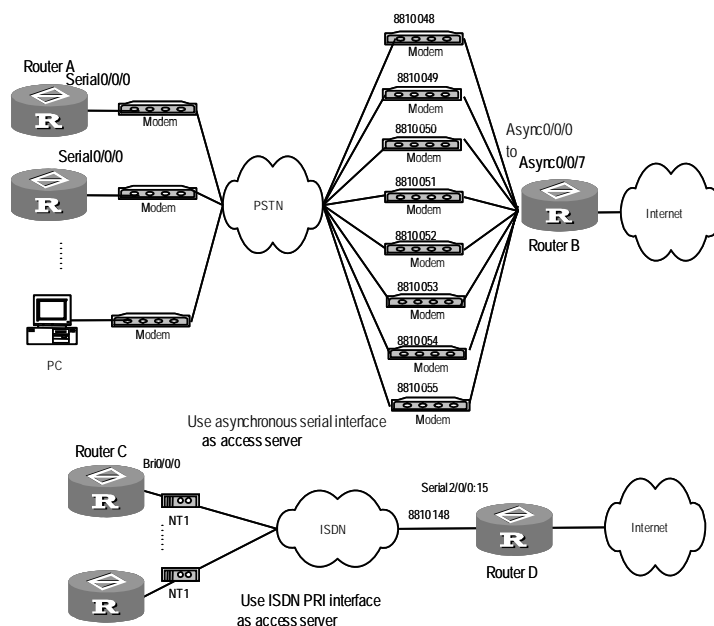 8810048
Modem
Router A
Serial0/0/0
R
Modem
8810049
Modem
Serial0/0/0
R
Modem
8810050
Modem
Async0/0/0
to
Async0/0/7
8810051
Modem
PSTN
R
Router B
Internet
8810052
Modem
8810053
Modem
PC
Modem
8810054
Modem
8810055
Modem
Use asynchronous serial interface
as access server
Router C
Bri0/0/0
R
NT1
ISDN
8810148
Serial2/0/0:15
R
Router D
Internet
NT1
R
Use ISDN PRI interface
as access server